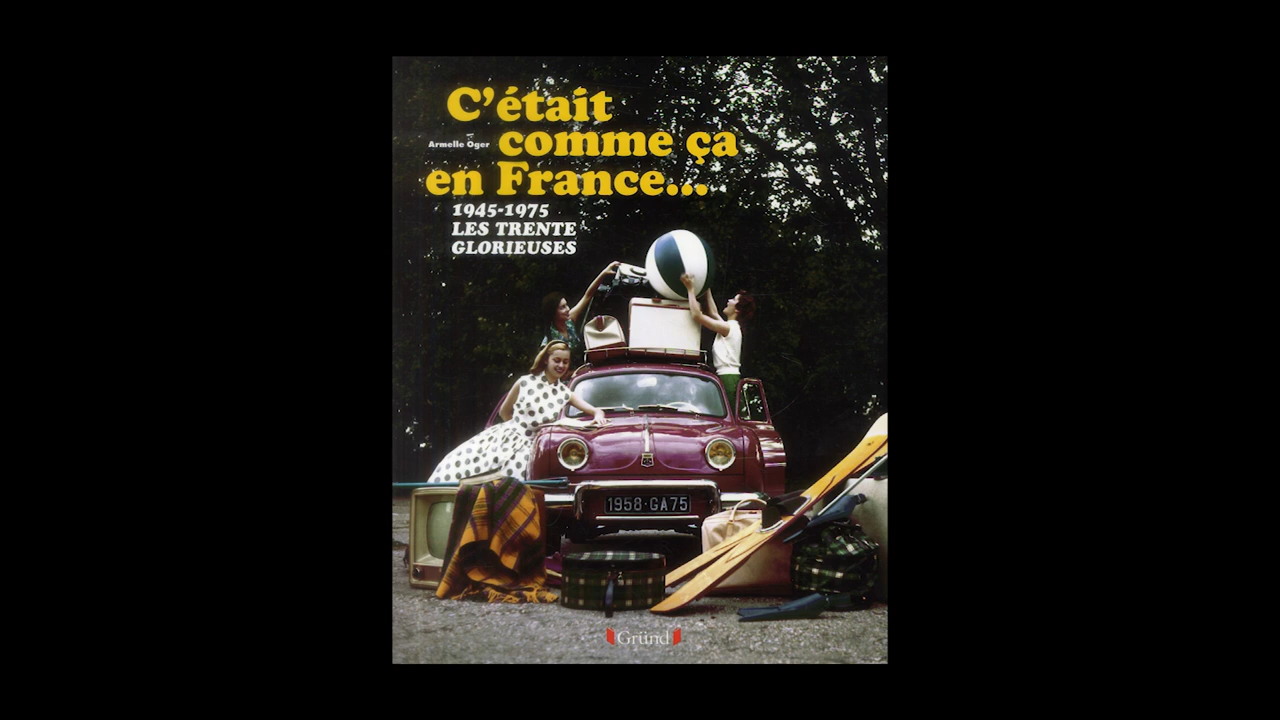 C'était
Armelle Oger
comme ça
en France...
1945-1975
LES TRENTE
GLORIEUSES
1958·GA75
Gründ